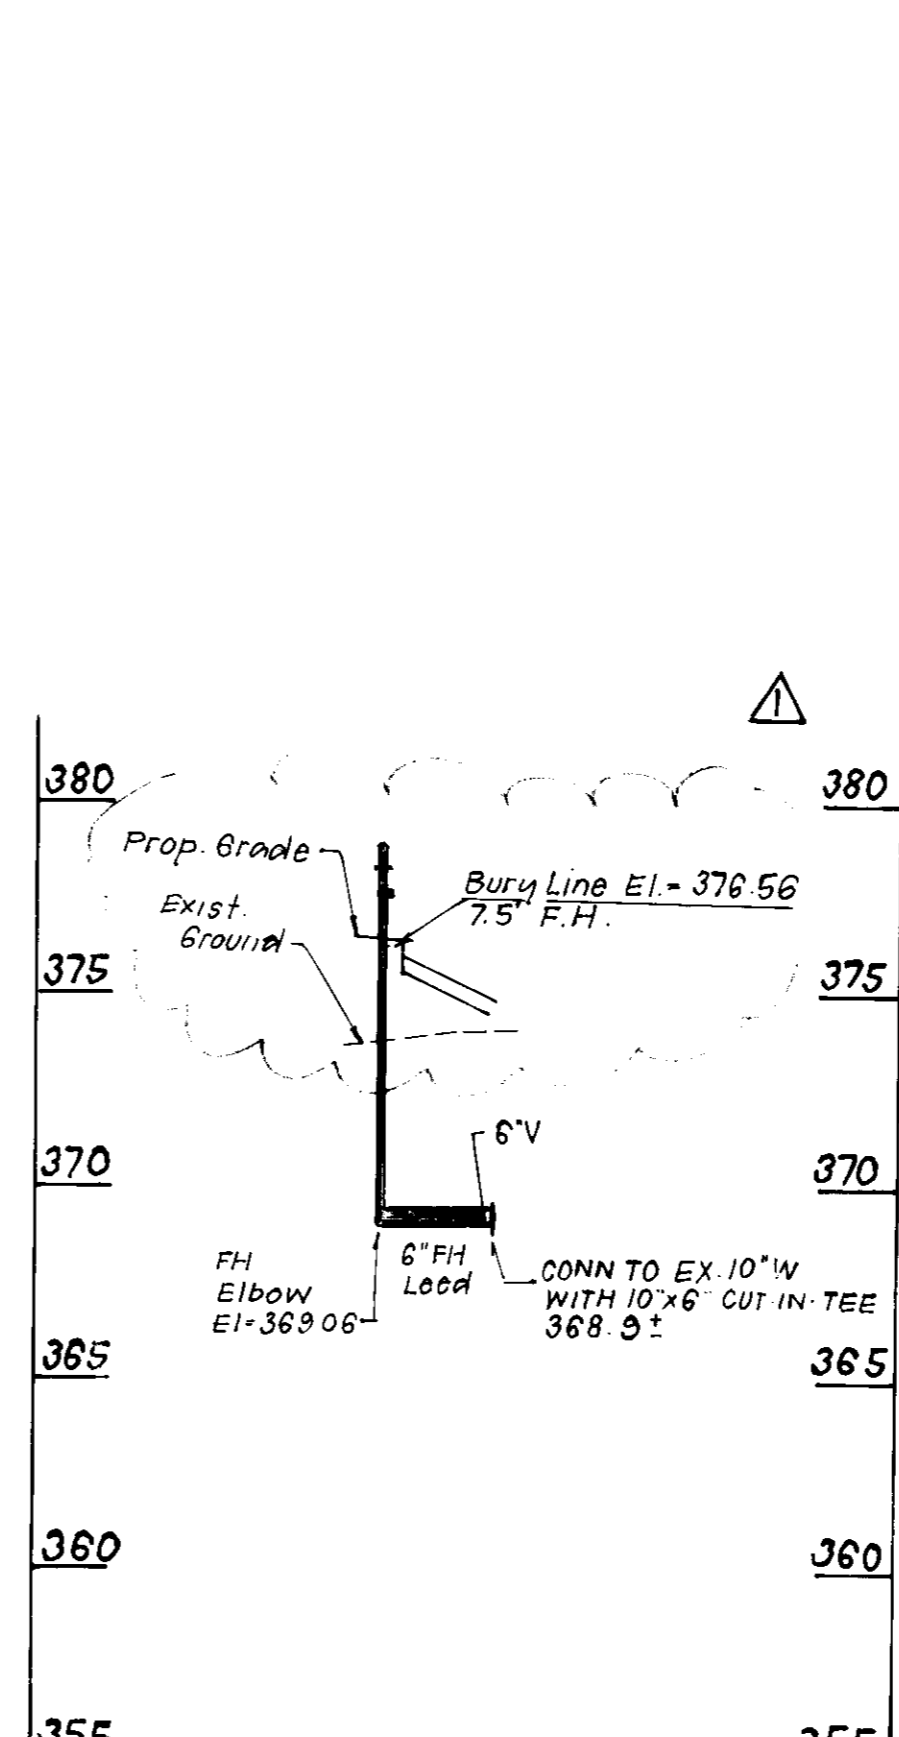 1
380
380
Prop. Grade
Bury Line El.= 376.56
7.5' F.H.
Exist.
Ground
375
375
6"V
370
370
FH
Elbow
El=369.06
6"FH
Lead
CONN TO EX. 10"W
WITH 10"x6" CUT-IN-TEE
368.9±
365
365
360
360
355
355